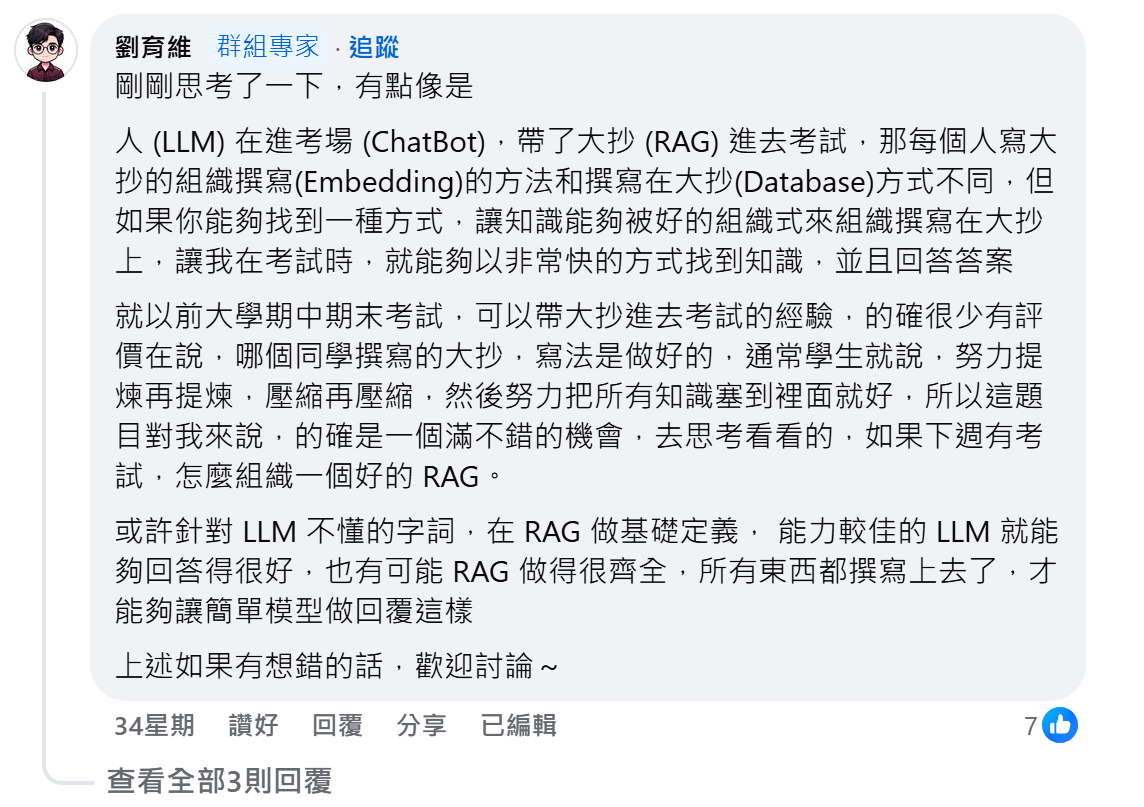 劉育維 群組專家 · 追蹤
剛剛思考了一下，有點像是
人 (LLM) 在進考場 (ChatBot)，帶了大抄 (RAG) 進去考試，那每個人寫大
抄的組織撰寫(Embedding)的方法和撰寫在大抄(Database)方式不同，但
如果你能夠找到一種方式，讓知識能夠被好的組織式來組織撰寫在大抄
上，讓我在考試時，就能夠以非常快的方式找到知識，並且回答答案
就以前大學期中期末考試，可以帶大抄進去考試的經驗，的確很少有評
價在說，哪個同學撰寫的大抄，寫法是做好的，通常學生就說，努力提
煉再提煉，壓縮再壓縮，然後努力把所有知識塞到裡面就好，所以這題
目對我來說，的確是一個滿不錯的機會，去思考看看的，如果下週有考
試，怎麼組織一個好的 RAG。
或許針對 LLM 不懂的字詞，在 RAG 做基礎定義， 能力較佳的 LLM 就能
夠回答得很好，也有可能 RAG 做得很齊全，所有東西都撰寫上去了，才
能夠讓簡單模型做回覆這樣
上述如果有想錯的話，歡迎討論～
34星期 讚好 回覆 分享 已編輯 7
查看全部3則回覆